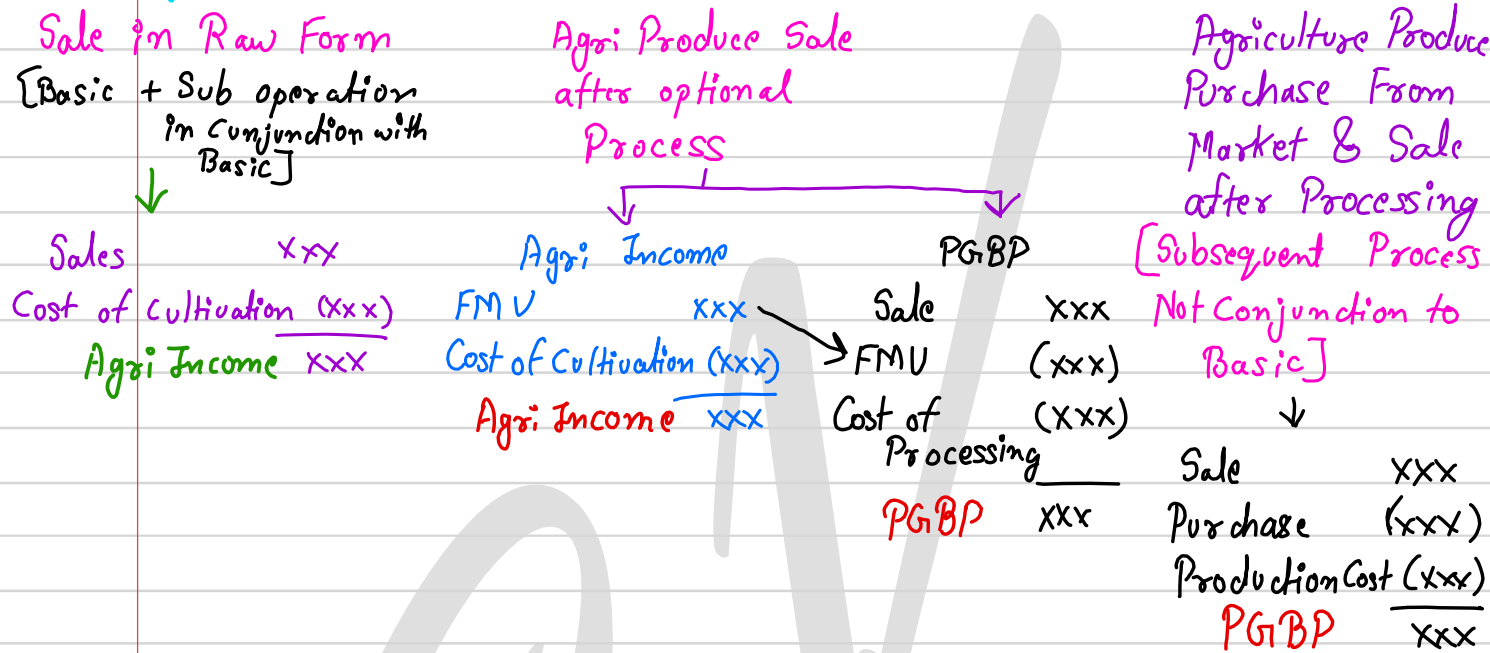 Sale in Raw Form
[Basic + Sub operation
in Cunjunction with
Basic]
Sales xxx
Cost of Cultivation (xxx)
Agri Income xxx
Agri Produce Sale
after optional
Process
Agri Income
FMV xxx
Cost of Cultivation (xxx)
Agri Income xxx
PGBP
Sale xxx
FMV (xxx)
Cost of (xxx)
Processing
PGBP xxx
Agriculture Produce
Purchase From
Market & Sale
after Processing
[Subsequent Process
Not Conjunction to
Basic]
Sale xxx
Purchase (xxx)
Production Cost (xxx)
PGBP xxx